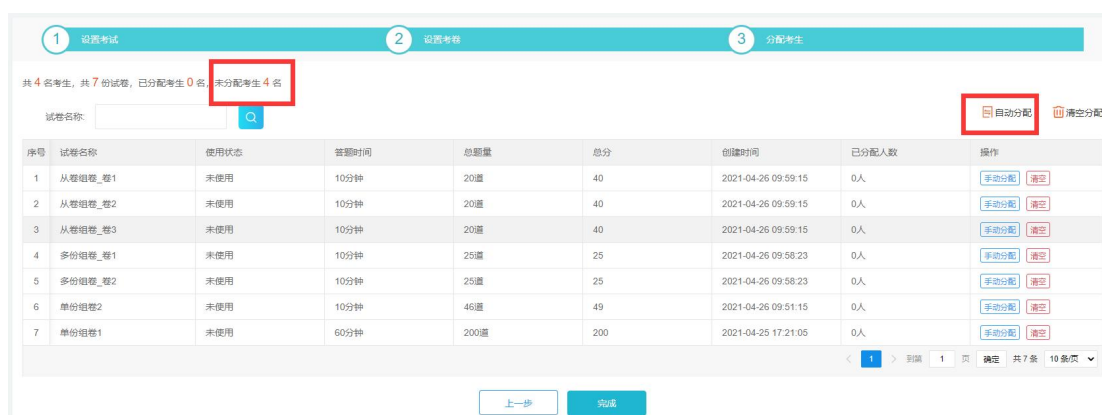 1 设置考试 2 设置考卷 3 分配考生
共 4 名考生，共 7 份试卷，已分配考生 0 名，未分配考生 4 名
试卷名称: 自动分配 清空分配
序号 试卷名称 使用状态 答题时间 总题量 总分 创建时间 已分配人数 操作
1 从卷组卷_卷1 未使用 10分钟 20道 40 2021-04-26 09:59:15 0人 手动分配 清空
2 从卷组卷_卷2 未使用 10分钟 20道 40 2021-04-26 09:59:15 0人 手动分配 清空
3 从卷组卷_卷3 未使用 10分钟 20道 40 2021-04-26 09:59:15 0人 手动分配 清空
4 多份组卷_卷1 未使用 10分钟 25道 25 2021-04-26 09:58:23 0人 手动分配 清空
5 多份组卷_卷2 未使用 10分钟 25道 25 2021-04-26 09:58:23 0人 手动分配 清空
6 单份组卷2 未使用 10分钟 46道 49 2021-04-26 09:51:15 0人 手动分配 清空
7 单份组卷1 未使用 60分钟 200道 200 2021-04-25 17:21:05 0人 手动分配 清空
< 1 > 到第 1 页 确定 共 7 条 10 条/页
上一步 完成